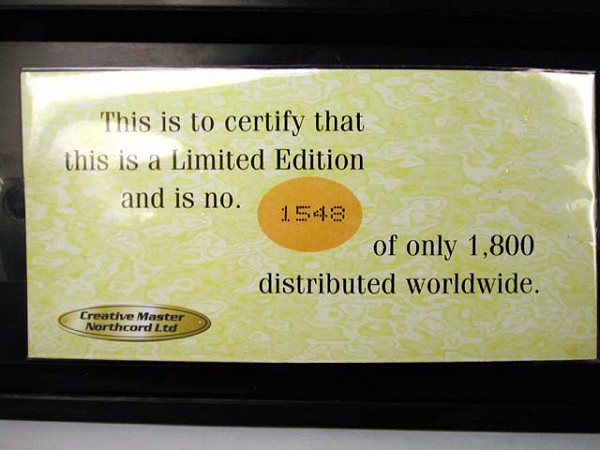 This is to certify that
this is a Limited Edition
and is no. 1548
of only 1,800
distributed worldwide.
Creative Master
Northcord Ltd